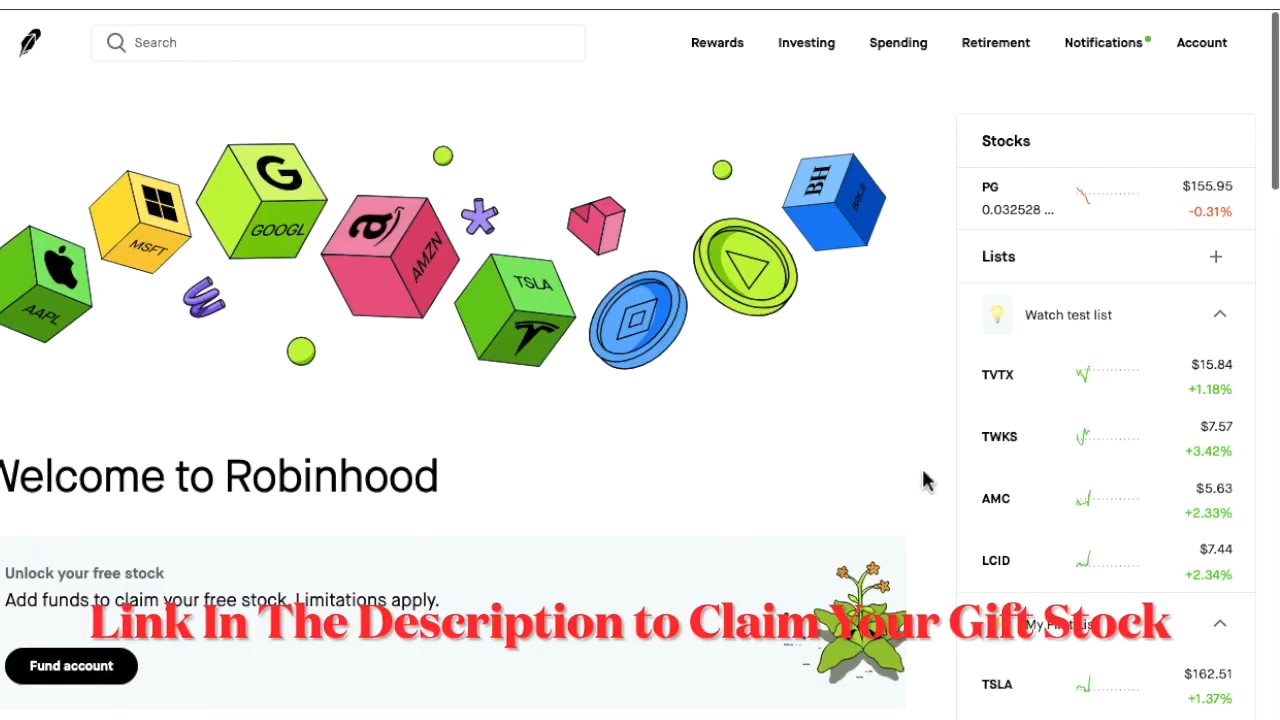 Search
Rewards
Investing
Spending
Retirement
Notifications
Account
AAPL
MSFT
G
GOOGL
a
AMZN
TSLA
BH
BRK.B
Welcome to Robinhood
Unlock your free stock
Add funds to claim your free stock. Limitations apply.
Link In The Description to Claim Your Gift Stock
Fund account
Stocks
PG
$155.95
0.032528 ...
-0.31%
Lists
Watch test list
TVTX
$15.84
+1.18%
TWKS
$7.57
+3.42%
AMC
$5.63
+2.33%
LCID
$7.44
+2.34%
My First List
TSLA
$162.51
+1.37%